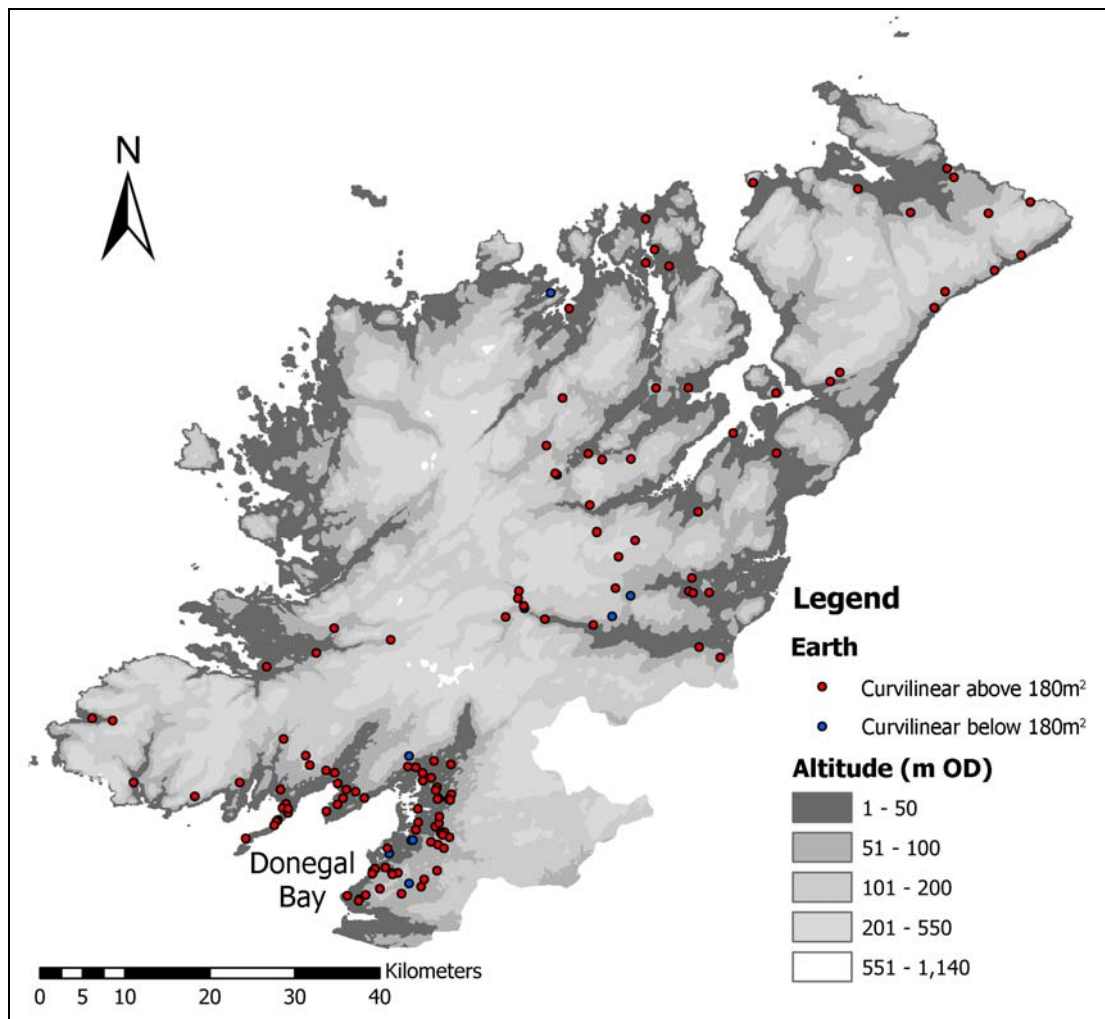 N
Donegal
Bay
Kilometers
0 5 10 20 30 40
Legend
Earth
Curvilinear above 180m²
Curvilinear below 180m²
Altitude (m OD)
1 - 50
51 - 100
101 - 200
201 - 550
551 - 1,140